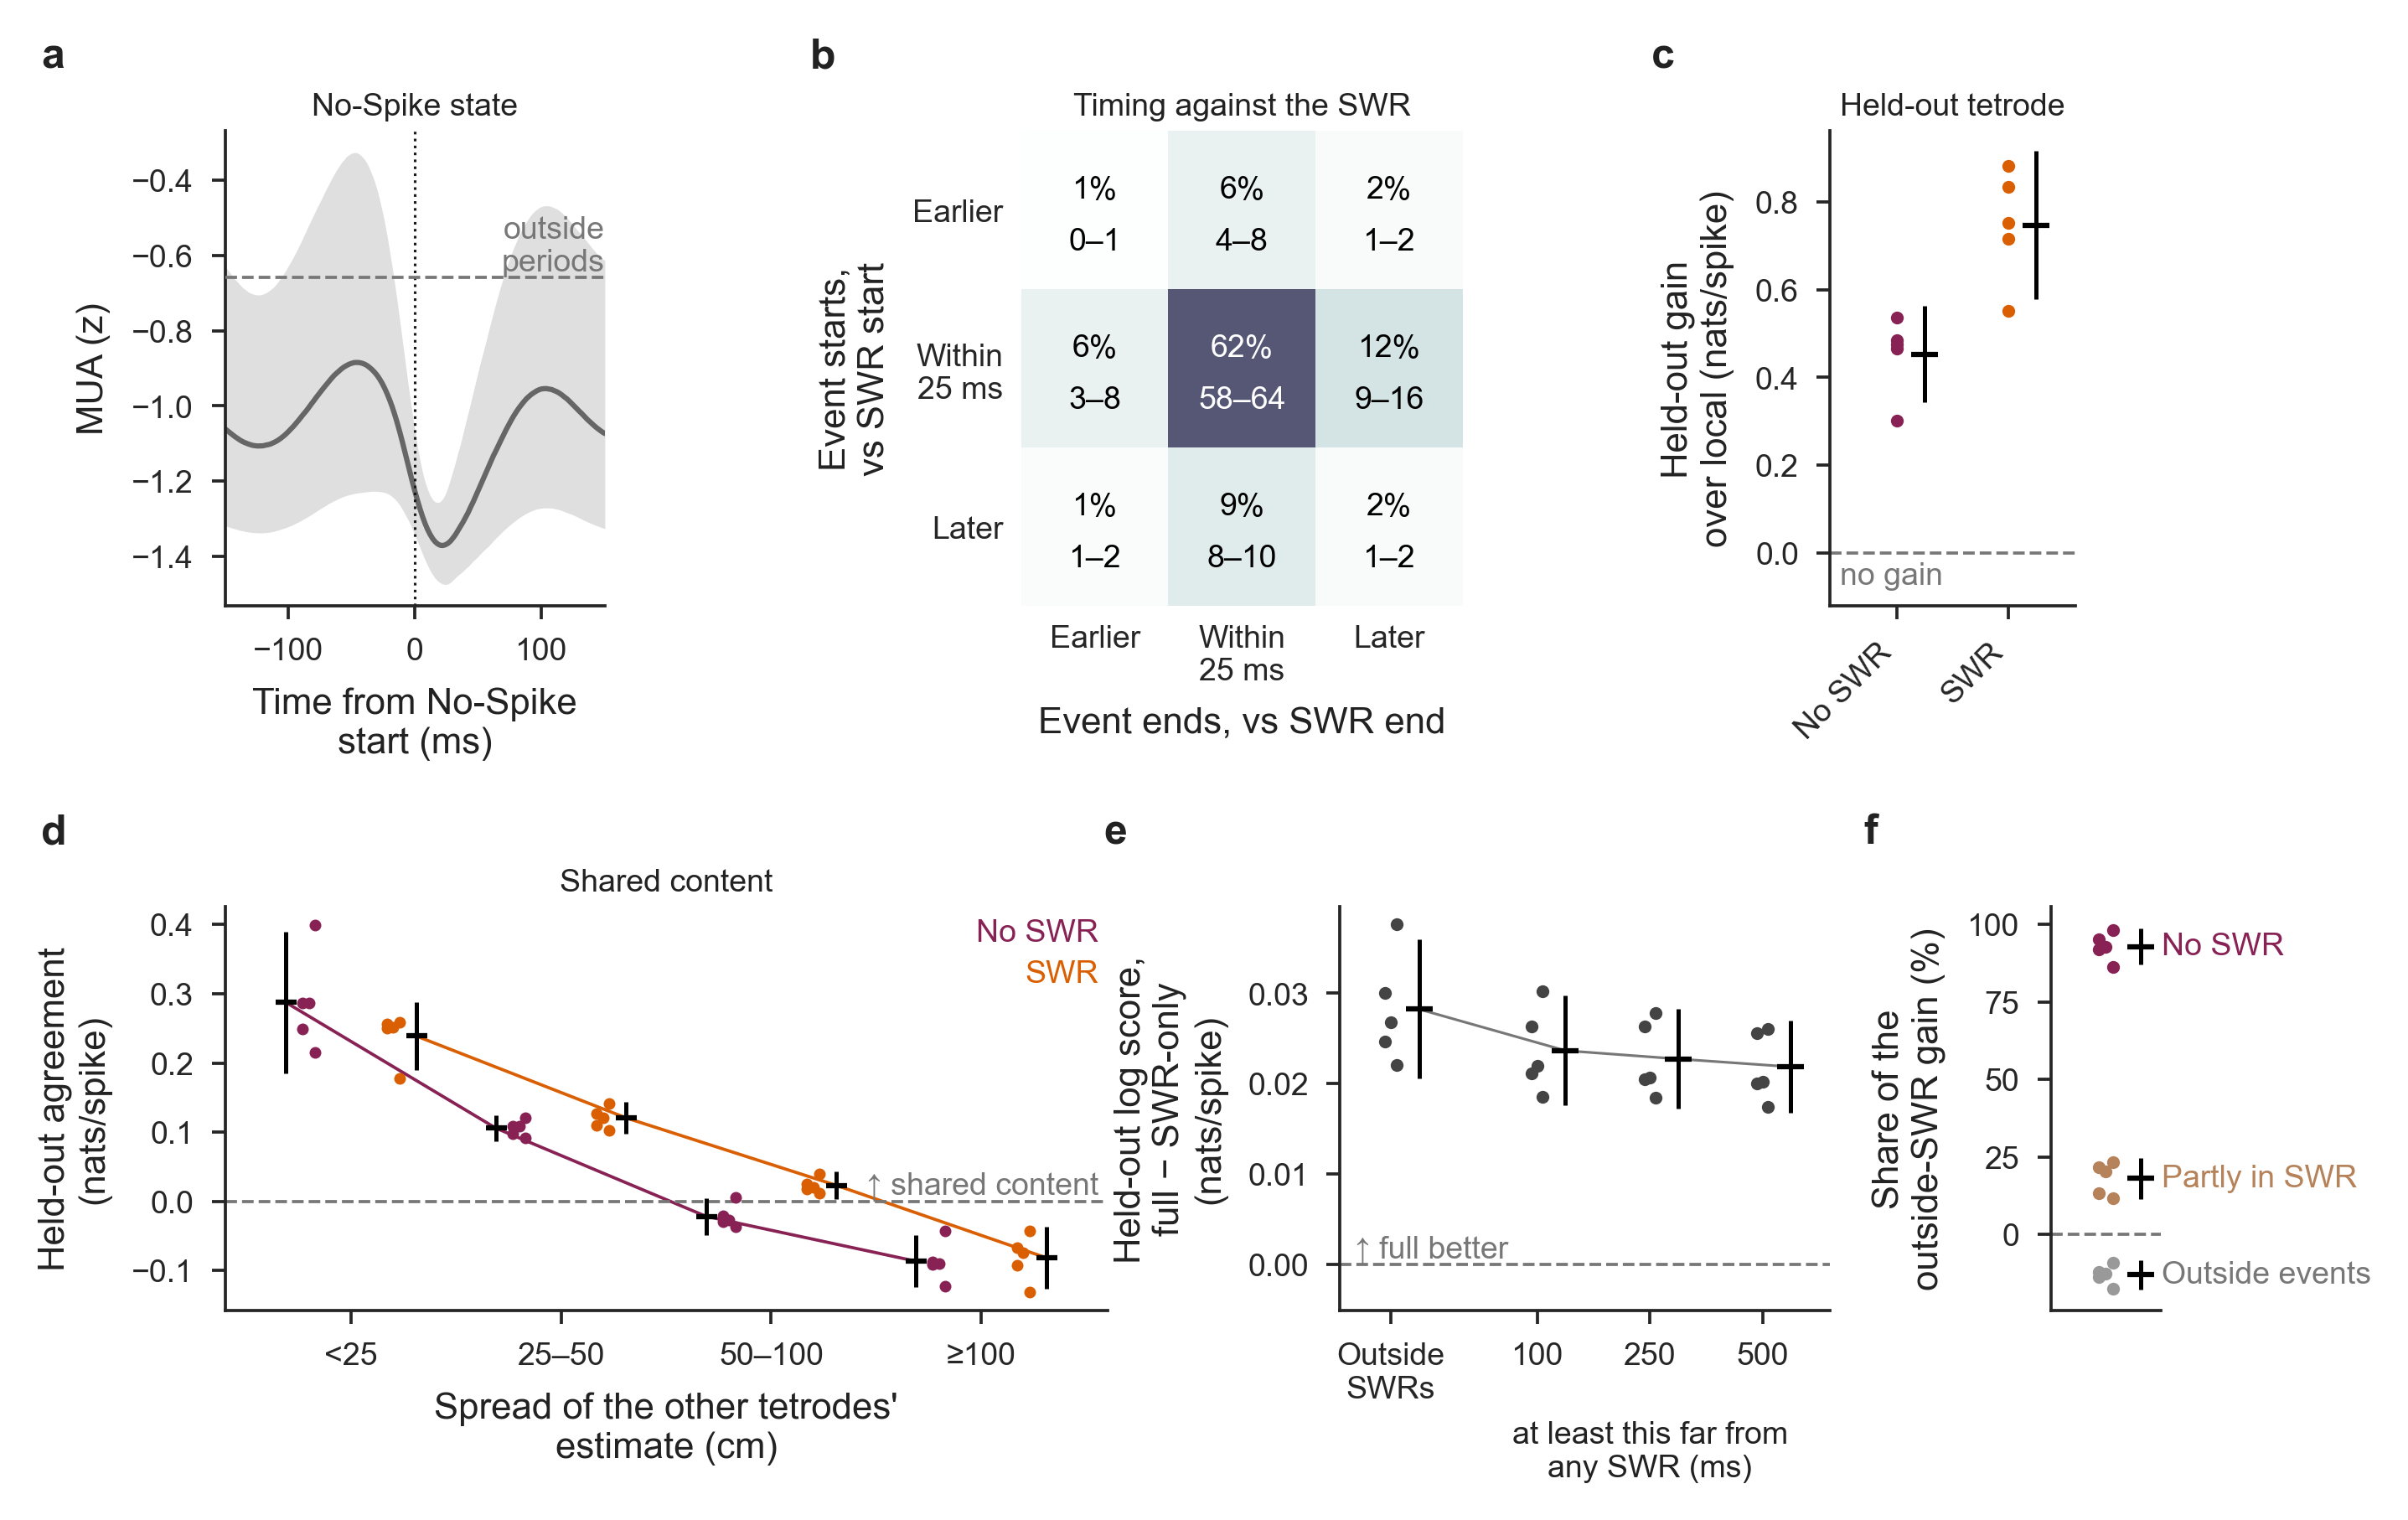 a
No-Spike state
−0.4
−0.6
−0.8
−1.0
−1.2
−1.4
MUA (z)
outside
periods
−100
0
100
Time from No-Spike
start (ms)
b
Timing against the SWR
Event starts,
vs SWR start
Earlier
1%
6%
2%
0–1
4–8
1–2
Within
25 ms
6%
62%
12%
3–8
58–64
9–16
Later
1%
9%
2%
1–2
8–10
1–2
Earlier
Within
25 ms
Later
Event ends, vs SWR end
c
Held-out tetrode
Held-out gain
over local (nats/spike)
0.8
0.6
0.4
0.2
0.0
no gain
No SWR
SWR
d
Shared content
Held-out agreement
(nats/spike)
0.4
0.3
0.2
0.1
0.0
−0.1
No SWR
SWR
↑ shared content
<25
25–50
50–100
≥100
Spread of the other tetrodes'
estimate (cm)
e
Held-out log score,
full − SWR-only
(nats/spike)
0.03
0.02
0.01
0.00
↑ full better
Outside
SWRs
100
250
500
at least this far from
any SWR (ms)
f
Share of the
outside-SWR gain (%)
100
75
50
25
0
No SWR
Partly in SWR
Outside events